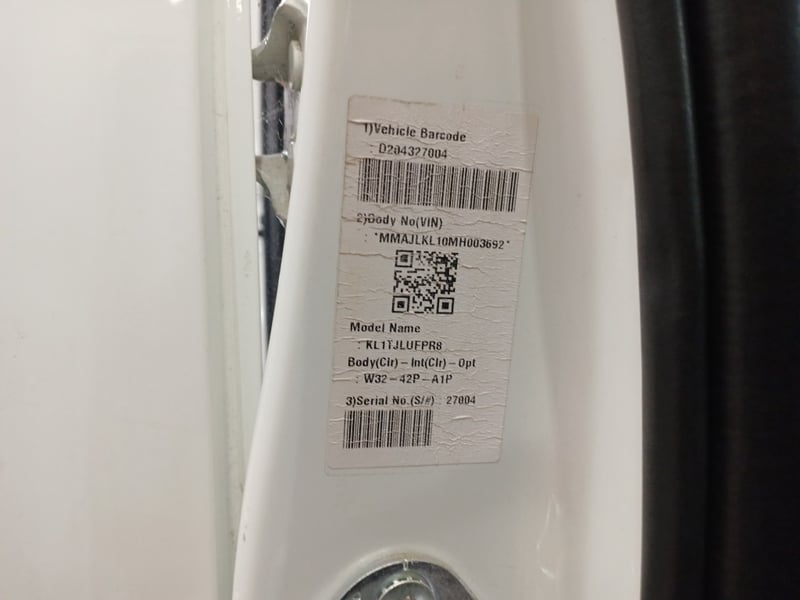 1)Vehicle Barcode
: D204327004
2)Body No(VIN)
: *MMAJLKL10MH003692*
Model Name
: KL1TJLUFPR8
Body(Clr) – Int(Clr) – Opt
: W32 – 42P – A1P
3)Serial No.(S/#) : 27004